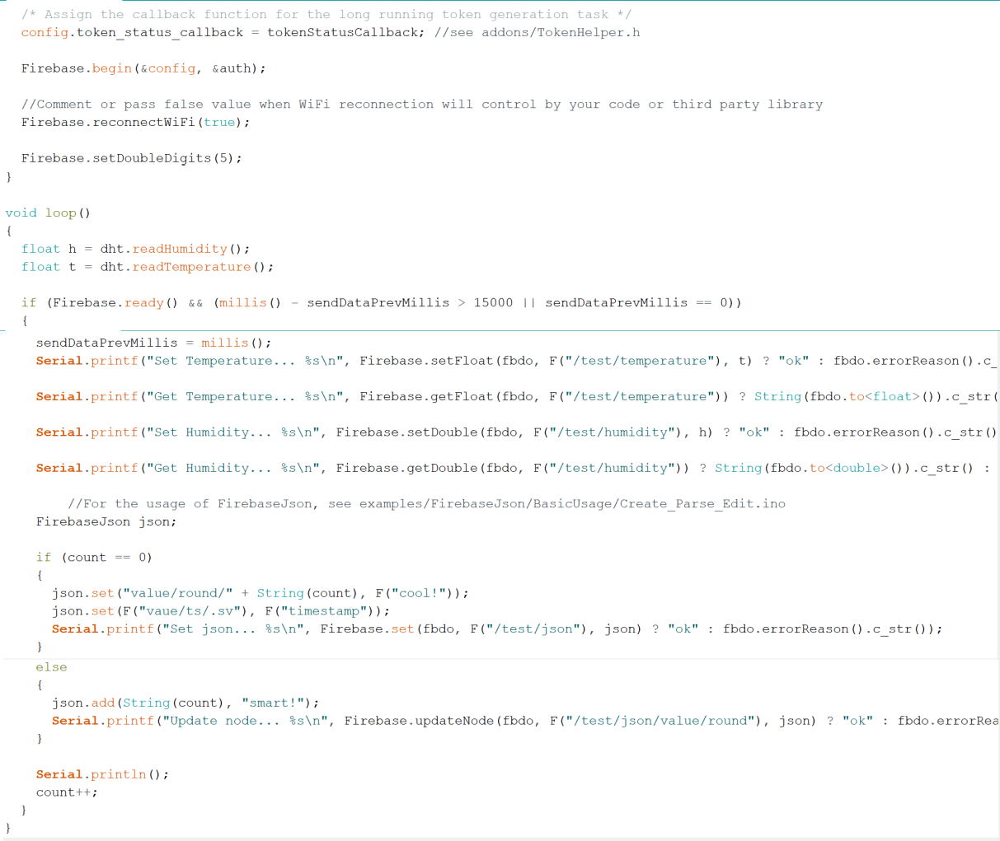 /* Assign the callback function for the long running token generation task */
config.token_status_callback = tokenStatusCallback; //see addons/TokenHelper.h
Firebase.begin(&config, &auth);
//Comment or pass false value when WiFi reconnection will control by your code or third party library
Firebase.reconnectWiFi(true);
Firebase.setDoubleDigits(5);
}
void loop()
{
float h = dht.readHumidity();
float t = dht.readTemperature();
if (Firebase.ready() && (millis() - sendDataPrevMillis > 15000 || sendDataPrevMillis == 0))
{
sendDataPrevMillis = millis();
Serial.printf("Set Temperature... %s\n", Firebase.setFloat(fbdo, F("/test/temperature"), t) ? "ok" : fbdo.errorReason().c_
Serial.printf("Get Temperature... %s\n", Firebase.getFloat(fbdo, F("/test/temperature")) ? String(fbdo.to<float>()).c_str(
Serial.printf("Set Humidity... %s\n", Firebase.setDouble(fbdo, F("/test/humidity"), h) ? "ok" : fbdo.errorReason().c_str()
Serial.printf("Get Humidity... %s\n", Firebase.getDouble(fbdo, F("/test/humidity")) ? String(fbdo.to<double>()).c_str() :
//For the usage of FirebaseJson, see examples/FirebaseJson/BasicUsage/Create_Parse_Edit.ino
FirebaseJson json;
if (count == 0)
{
json.set("value/round/" + String(count), F("cool!"));
json.set(F("vaue/ts/.sv"), F("timestamp"));
Serial.printf("Set json... %s\n", Firebase.set(fbdo, F("/test/json"), json) ? "ok" : fbdo.errorReason().c_str());
}
else
{
json.add(String(count), "smart!");
Serial.printf("Update node... %s\n", Firebase.updateNode(fbdo, F("/test/json/value/round"), json) ? "ok" : fbdo.errorRea
}
Serial.println();
count++;
}
}